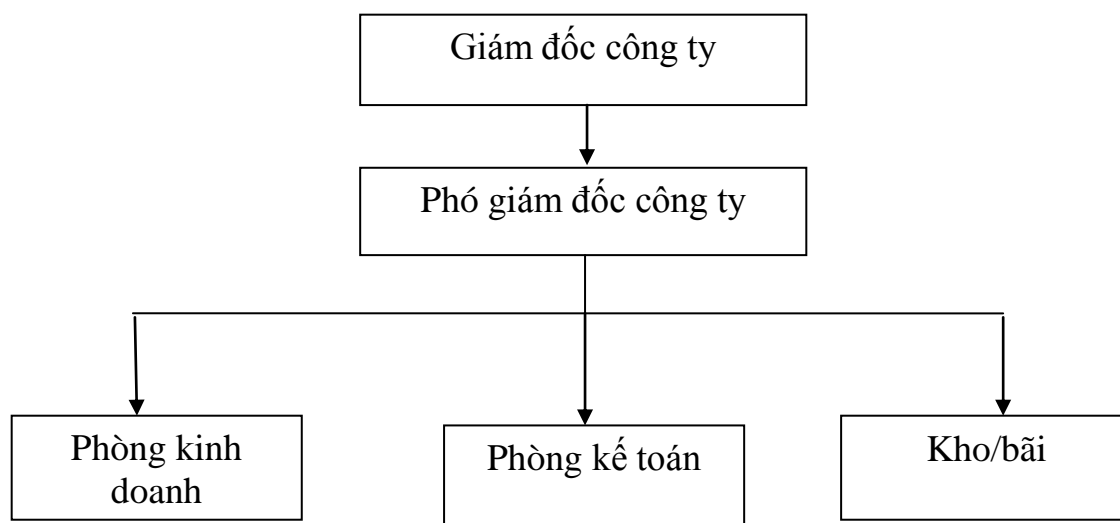 Giám đốc công ty
Phó giám đốc công ty
Phòng kinh
doanh
Phòng kế toán
Kho/bãi